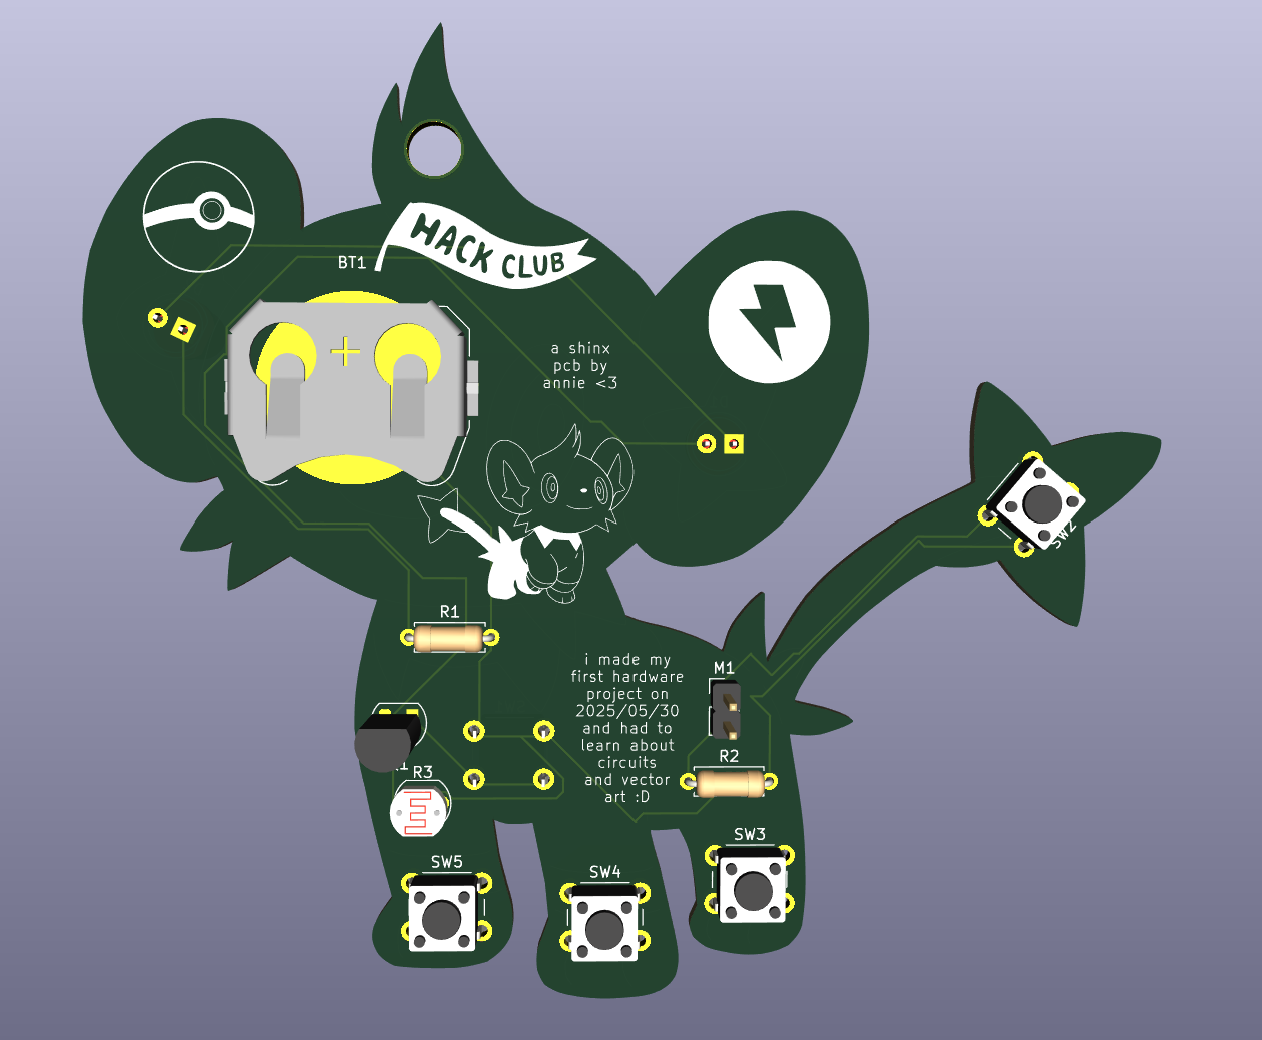 HACK CLUB
BT1
+
a shinx
pcb by
annie <3
SW2
R1
i made my
first hardware
project on
2025/05/30
and had to
learn about
circuits
and vector
art :D
M1
R2
R3
SW3
SW5
SW4